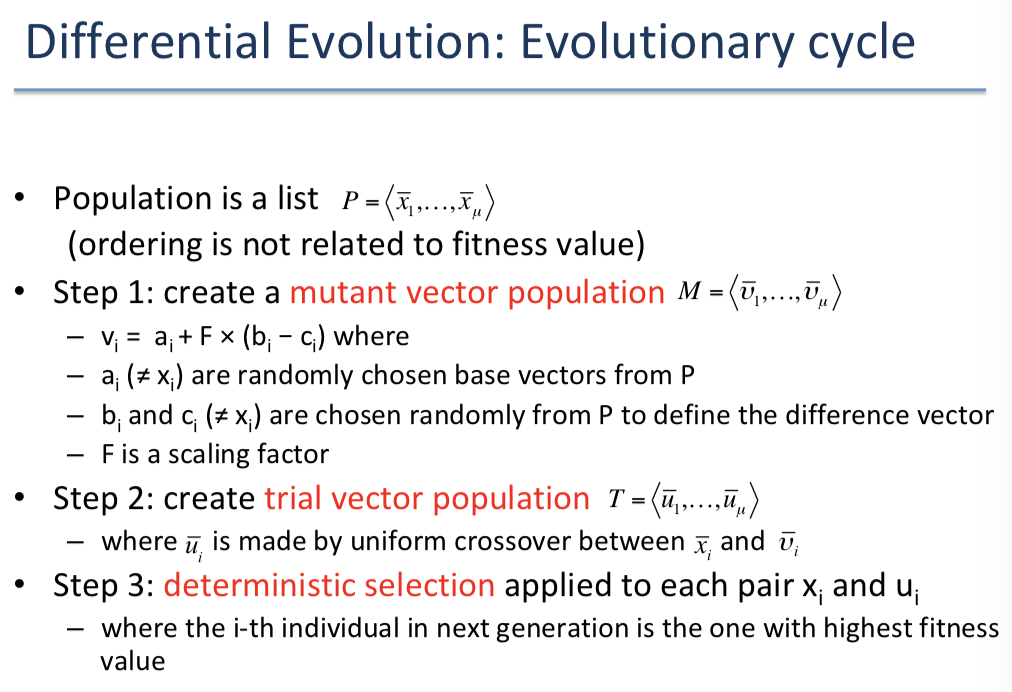 Differential Evolution: Evolutionary cycle
• Population is a list P = ⟨x̅₁,…,x̅_μ⟩
(ordering is not related to fitness value)
• Step 1: create a mutant vector population M = ⟨υ̅₁,…,υ̅_μ⟩
– vᵢ = aᵢ + F × (bᵢ − cᵢ) where
– aᵢ (≠ xᵢ) are randomly chosen base vectors from P
– bᵢ and cᵢ (≠ xᵢ) are chosen randomly from P to define the difference vector
– F is a scaling factor
• Step 2: create trial vector population T = ⟨u̅₁,…,u̅_μ⟩
– where u̅ᵢ is made by uniform crossover between x̅ᵢ and υ̅ᵢ
• Step 3: deterministic selection applied to each pair xᵢ and uᵢ
– where the i-th individual in next generation is the one with highest fitness
value